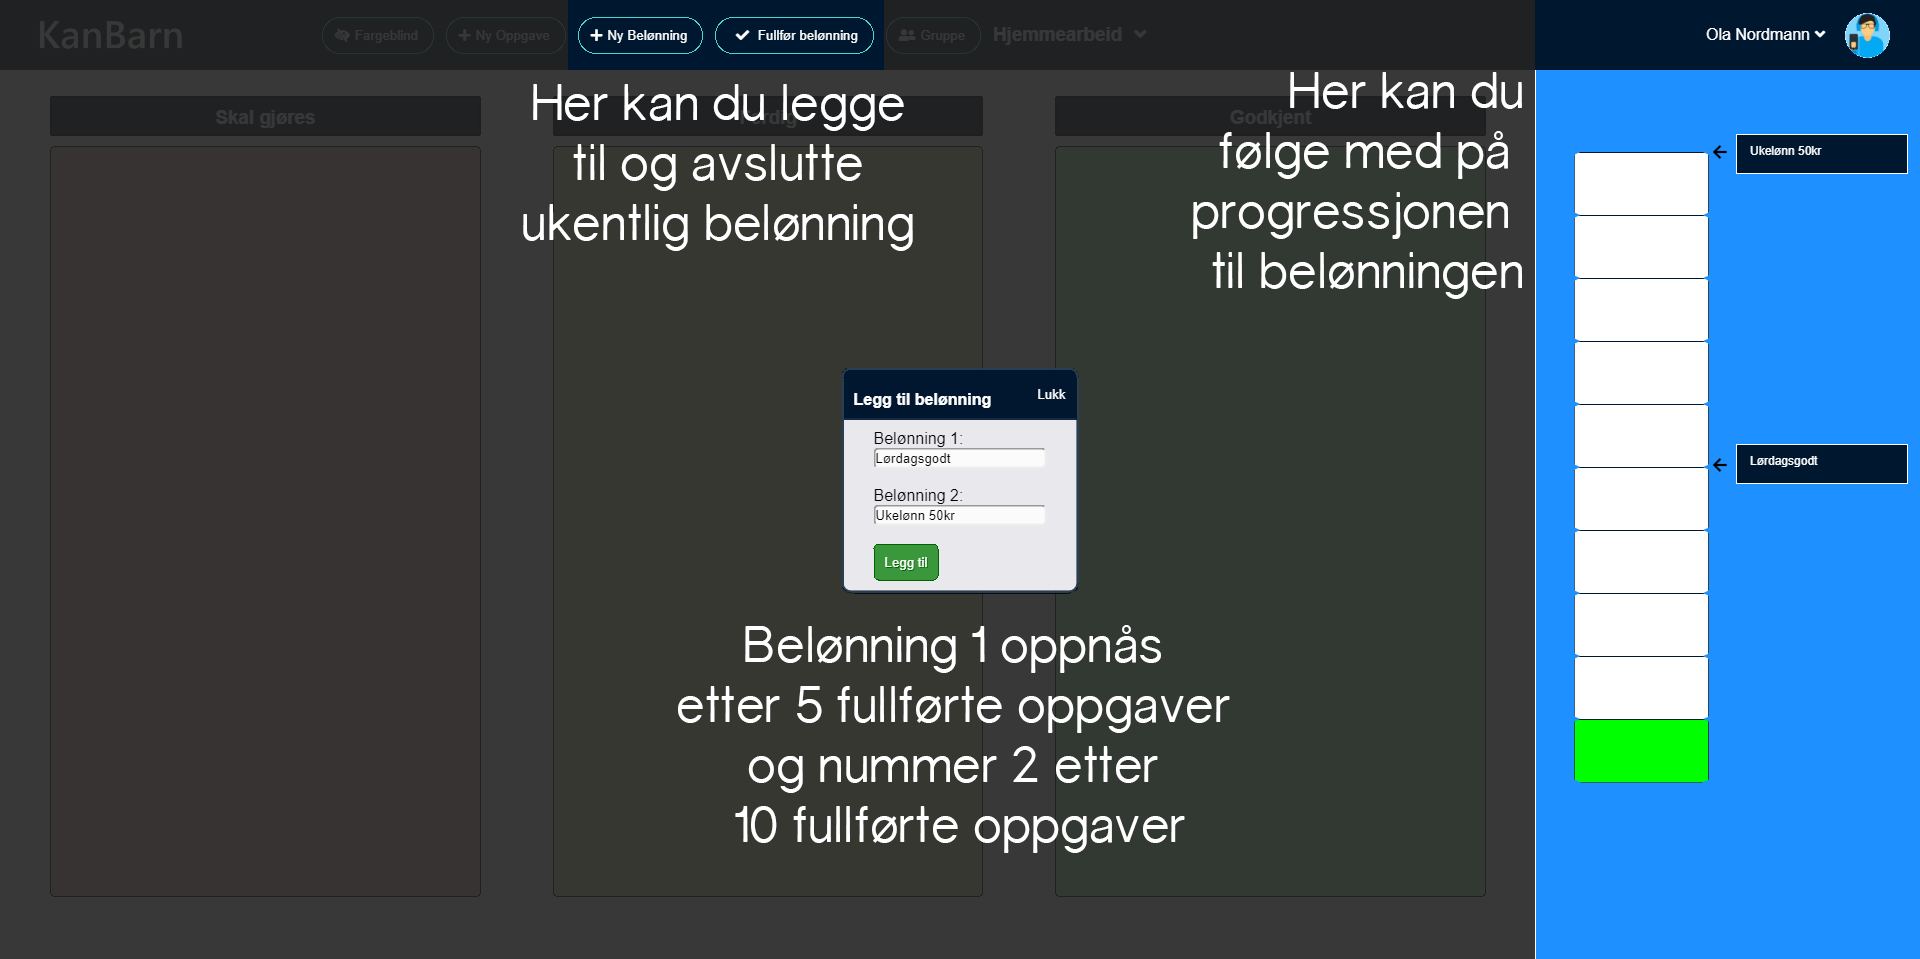 KanBarn
Fargeblind
Ny Oppgave
Ny Belønning
Fullfør belønning
Gruppe
Hjemmearbeid
Ola Nordmann
Skal gjøres
Godkjent
Her kan du legge
til og avslutte
ukentlig belønning
Her kan du
følge med på
progressjonen
til belønningen
Ukelønn 50kr
Lørdagsgodt
Legg til belønning
Lukk
Belønning 1:
Lørdagsgodt
Belønning 2:
Ukelønn 50kr
Legg til
Belønning 1 oppnås
etter 5 fullførte oppgaver
og nummer 2 etter
10 fullførte oppgaver